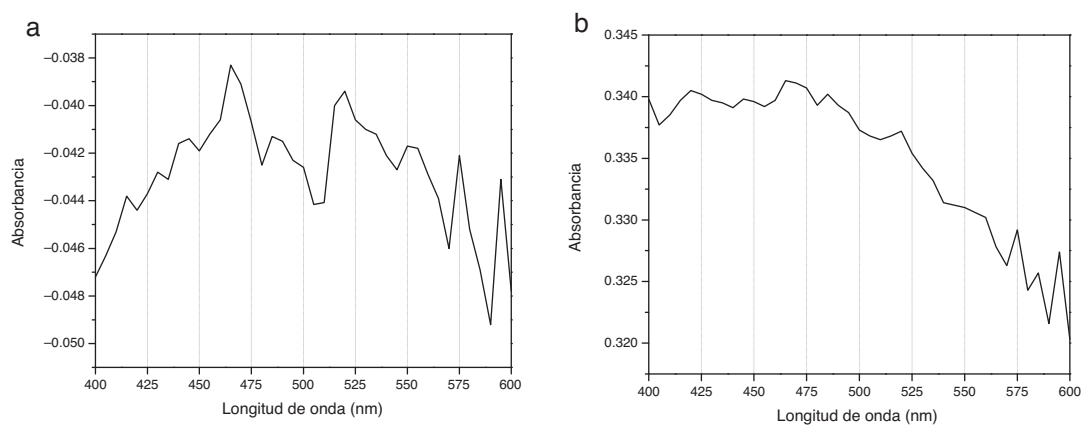 a
–0.038
–0.040
–0.042
–0.044
–0.046
–0.048
–0.050
Absorbancia
400 425 450 475 500 525 550 575 600
Longitud de onda (nm)
b
0.345
0.340
0.335
0.330
0.325
0.320
Absorbancia
400 425 450 475 500 525 550 575 600
Longitud de onda (nm)